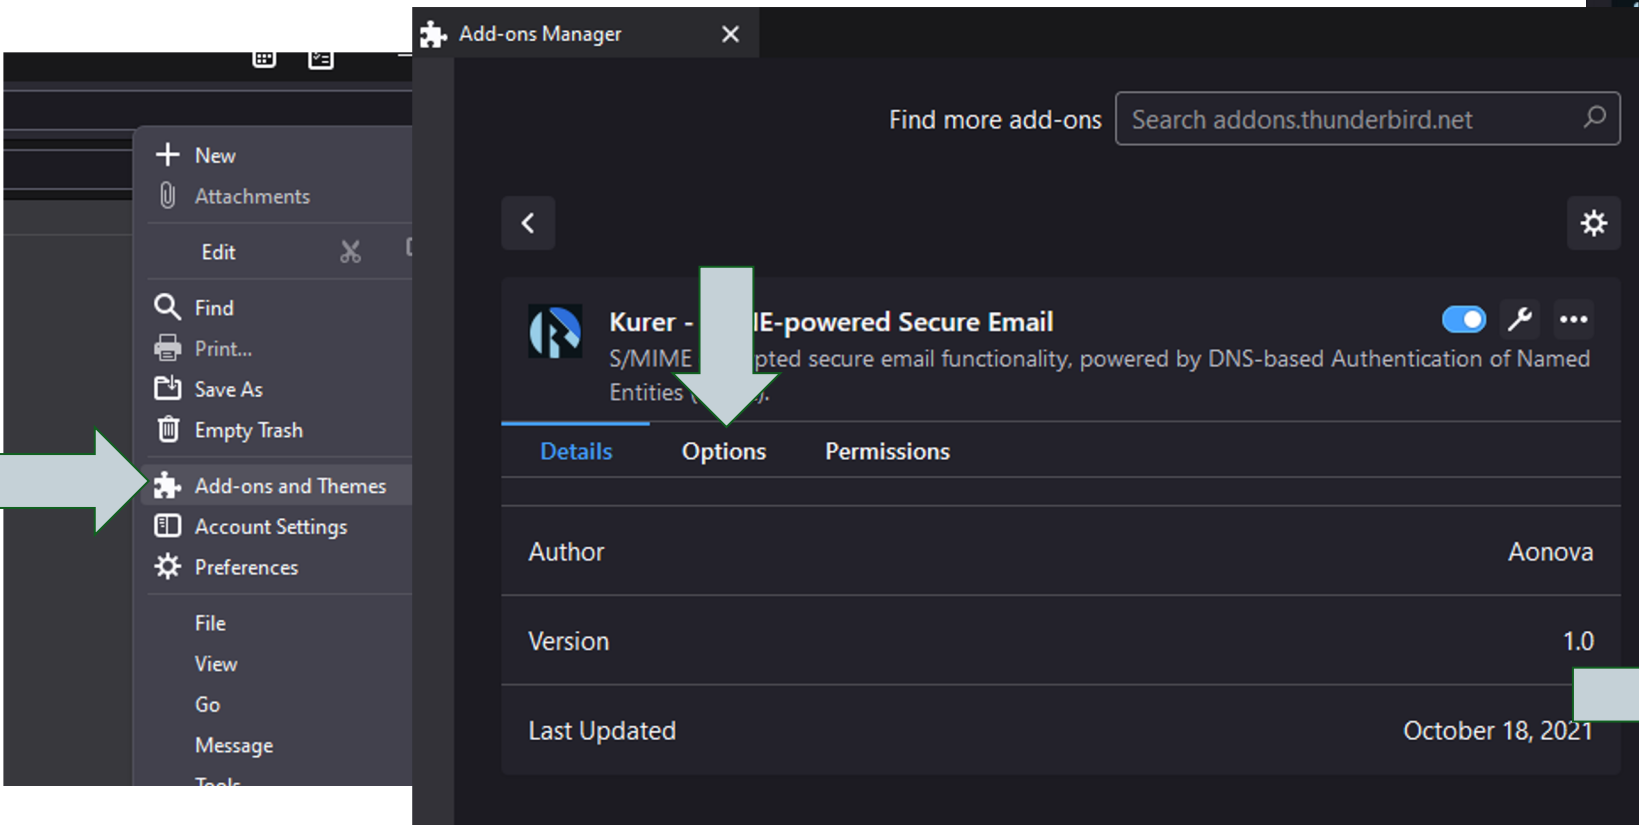 New
Attachments
Edit
Find
Print...
Save As
Empty Trash
Add-ons and Themes
Account Settings
Preferences
File
View
Go
Message
Tools
Add-ons Manager
Find more add-ons
Search addons.thunderbird.net
Kurer - E-powered Secure Email
S/MIME pted secure email functionality, powered by DNS-based Authentication of Named
Entities ( ).
Details Options Permissions
Author Aonova
Version 1.0
Last Updated October 18, 2021